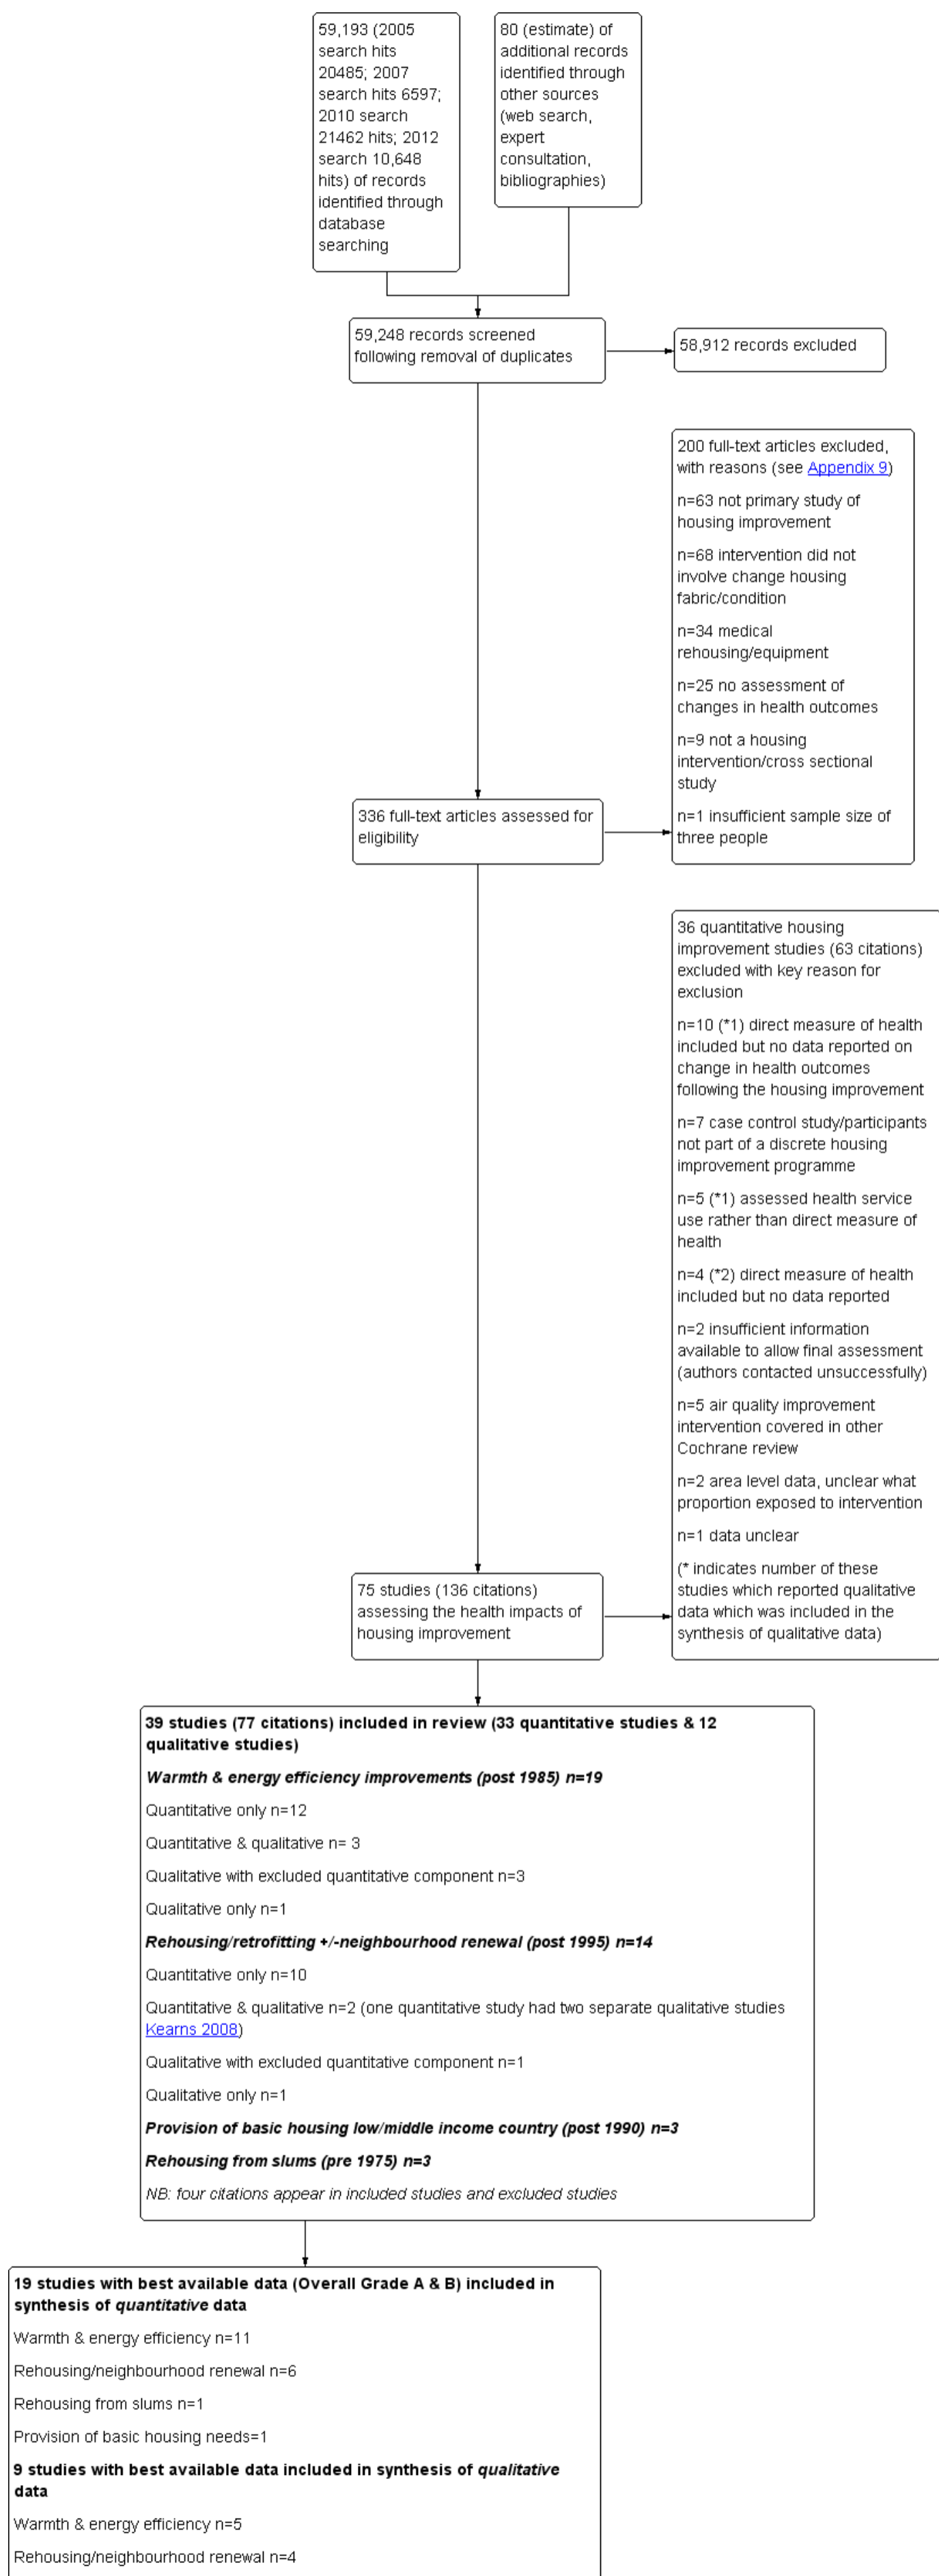 59,193 (2005
search hits
20485; 2007
search hits 6597;
2010 search
21462 hits; 2012
search 10,648
hits) of records
identified through
database
searching
80 (estimate) of
additional records
identified through
other sources
(web search,
expert
consultation,
bibliographies)
59,248 records screened
following removal of duplicates
58,912 records excluded
200 full-text articles excluded,
with reasons (see Appendix 9)
n=63 not primary study of
housing improvement
n=68 intervention did not
involve change housing
fabric/condition
n=34 medical
rehousing/equipment
n=25 no assessment of
changes in health outcomes
n=9 not a housing
intervention/cross sectional
study
n=1 insufficient sample size of
three people
336 full-text articles assessed for
eligibility
36 quantitative housing
improvement studies (63 citations)
excluded with key reason for
exclusion
n=10 (*1) direct measure of health
included but no data reported on
change in health outcomes
following the housing improvement
n=7 case control study/participants
not part of a discrete housing
improvement programme
n=5 (*1) assessed health service
use rather than direct measure of
health
n=4 (*2) direct measure of health
included but no data reported
n=2 insufficient information
available to allow final assessment
(authors contacted unsuccessfully)
n=5 air quality improvement
intervention covered in other
Cochrane review
n=2 area level data, unclear what
proportion exposed to intervention
n=1 data unclear
(* indicates number of these
studies which reported qualitative
data which was included in the
synthesis of qualitative data)
75 studies (136 citations)
assessing the health impacts of
housing improvement
39 studies (77 citations) included in review (33 quantitative studies & 12
qualitative studies)
Warmth & energy efficiency improvements (post 1985) n=19
Quantitative only n=12
Quantitative & qualitative n= 3
Qualitative with excluded quantitative component n=3
Qualitative only n=1
Rehousing/retrofitting +/-neighbourhood renewal (post 1995) n=14
Quantitative only n=10
Quantitative & qualitative n=2 (one quantitative study had two separate qualitative studies
Kearns 2008)
Qualitative with excluded quantitative component n=1
Qualitative only n=1
Provision of basic housing low/middle income country (post 1990) n=3
Rehousing from slums (pre 1975) n=3
NB: four citations appear in included studies and excluded studies
19 studies with best available data (Overall Grade A & B) included in
synthesis of quantitative data
Warmth & energy efficiency n=11
Rehousing/neighbourhood renewal n=6
Rehousing from slums n=1
Provision of basic housing needs=1
9 studies with best available data included in synthesis of qualitative
data
Warmth & energy efficiency n=5
Rehousing/neighbourhood renewal n=4